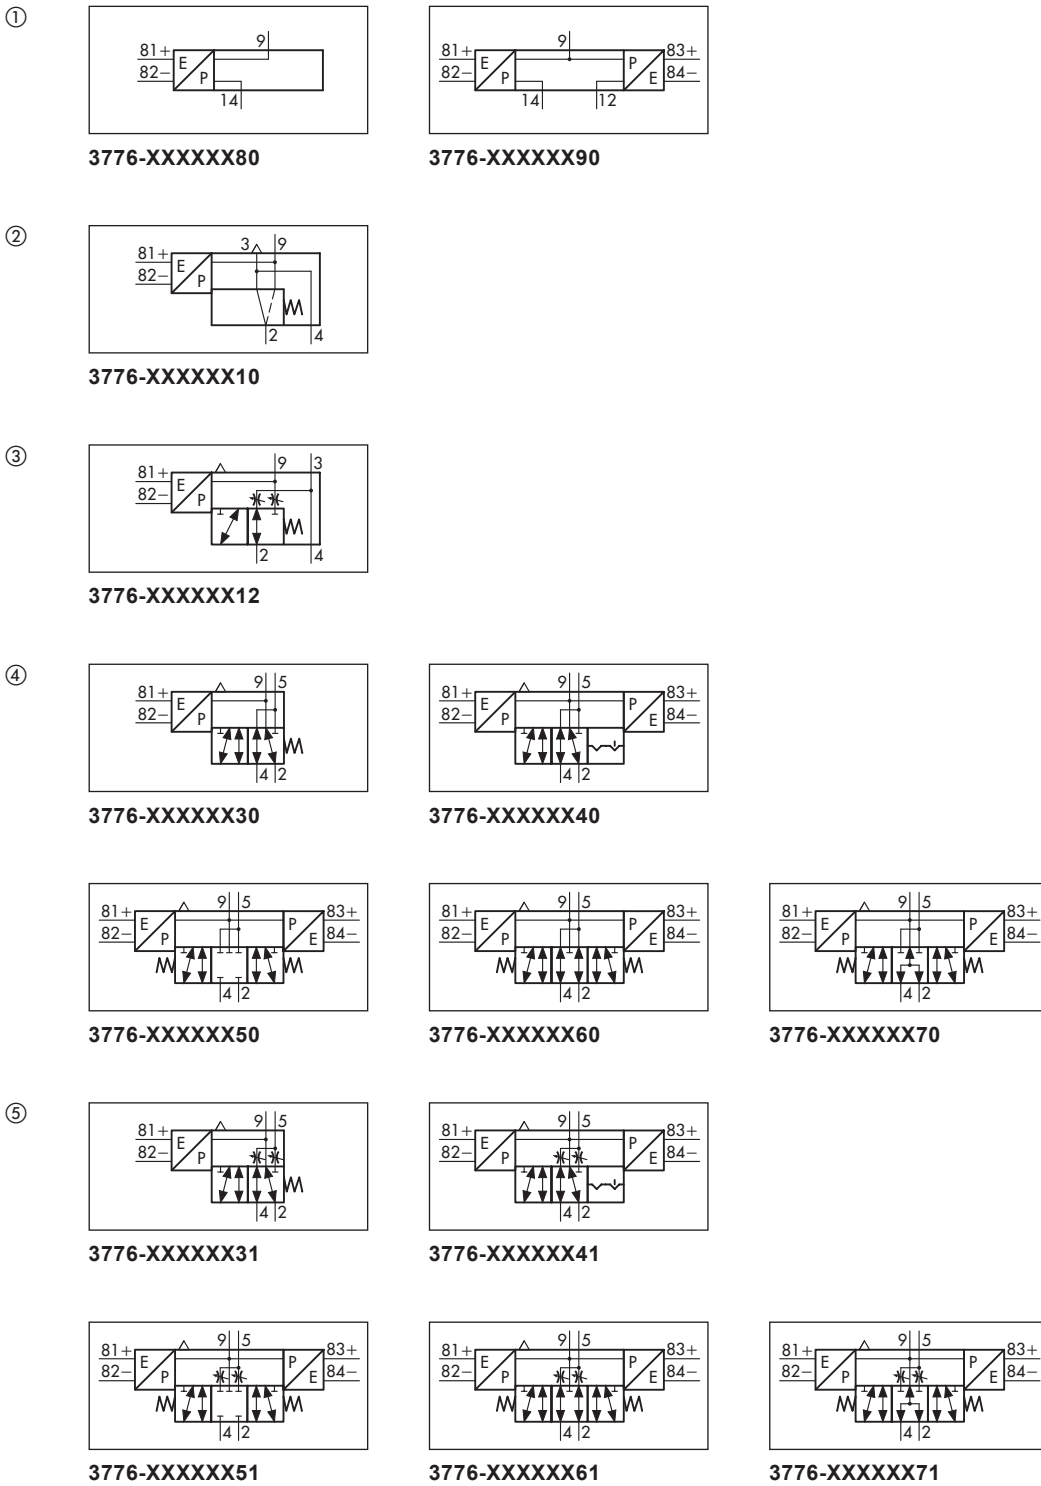 ①
9 9
81+ 81+ 83+
E E P
82− 82− 84−
P P E
14 14 12
3776-XXXXXX80 3776-XXXXXX90
②
3 9
81+
E
82−
P
2 4
3776-XXXXXX10
③
9 3
81+
E
82−
P
2 4
3776-XXXXXX12
④
9 5 9 5
81+ 81+ 83+
E E P
82− 82− 84−
P P E
4 2 4 2
3776-XXXXXX30 3776-XXXXXX40
9 5 9 5 9 5
81+ 83+ 81+ 83+ 81+ 83+
E P E P E P
82− 84− 82− 84− 82− 84−
P E P E P E
4 2 4 2 4 2
3776-XXXXXX50 3776-XXXXXX60 3776-XXXXXX70
⑤
9 5 9 5
81+ 81+ 83+
E E P
82− 82− 84−
P P E
4 2 4 2
3776-XXXXXX31 3776-XXXXXX41
9 5 9 5 9 5
81+ 83+ 81+ 83+ 81+ 83+
E P E P E P
82− 84− 82− 84− 82− 84−
P E P E P E
4 2 4 2 4 2
3776-XXXXXX51 3776-XXXXXX61 3776-XXXXXX71